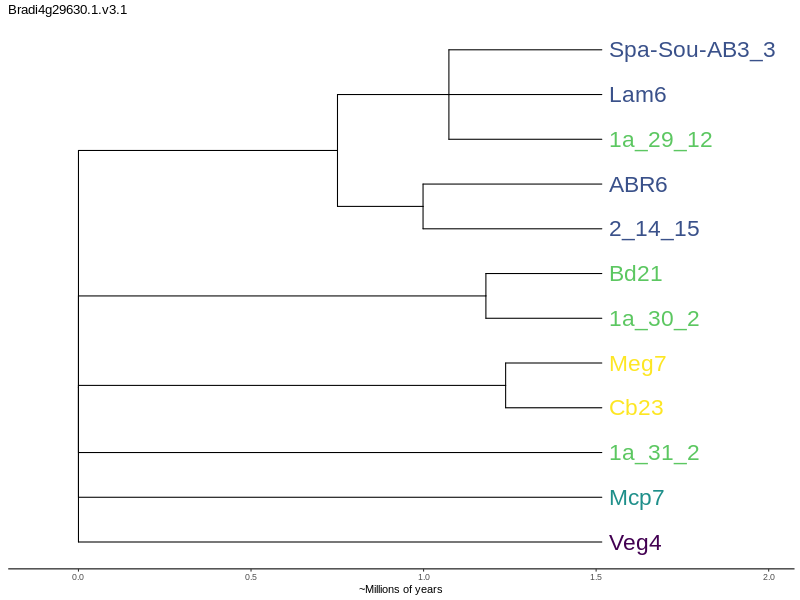 Bradi4g29630.1.v3.1
Spa-Sou-AB3_3
Lam6
1a_29_12
ABR6
2_14_15
Bd21
1a_30_2
Meg7
Cb23
1a_31_2
Mcp7
Veg4
0.0 0.5 1.0 1.5 2.0
~Millions of years